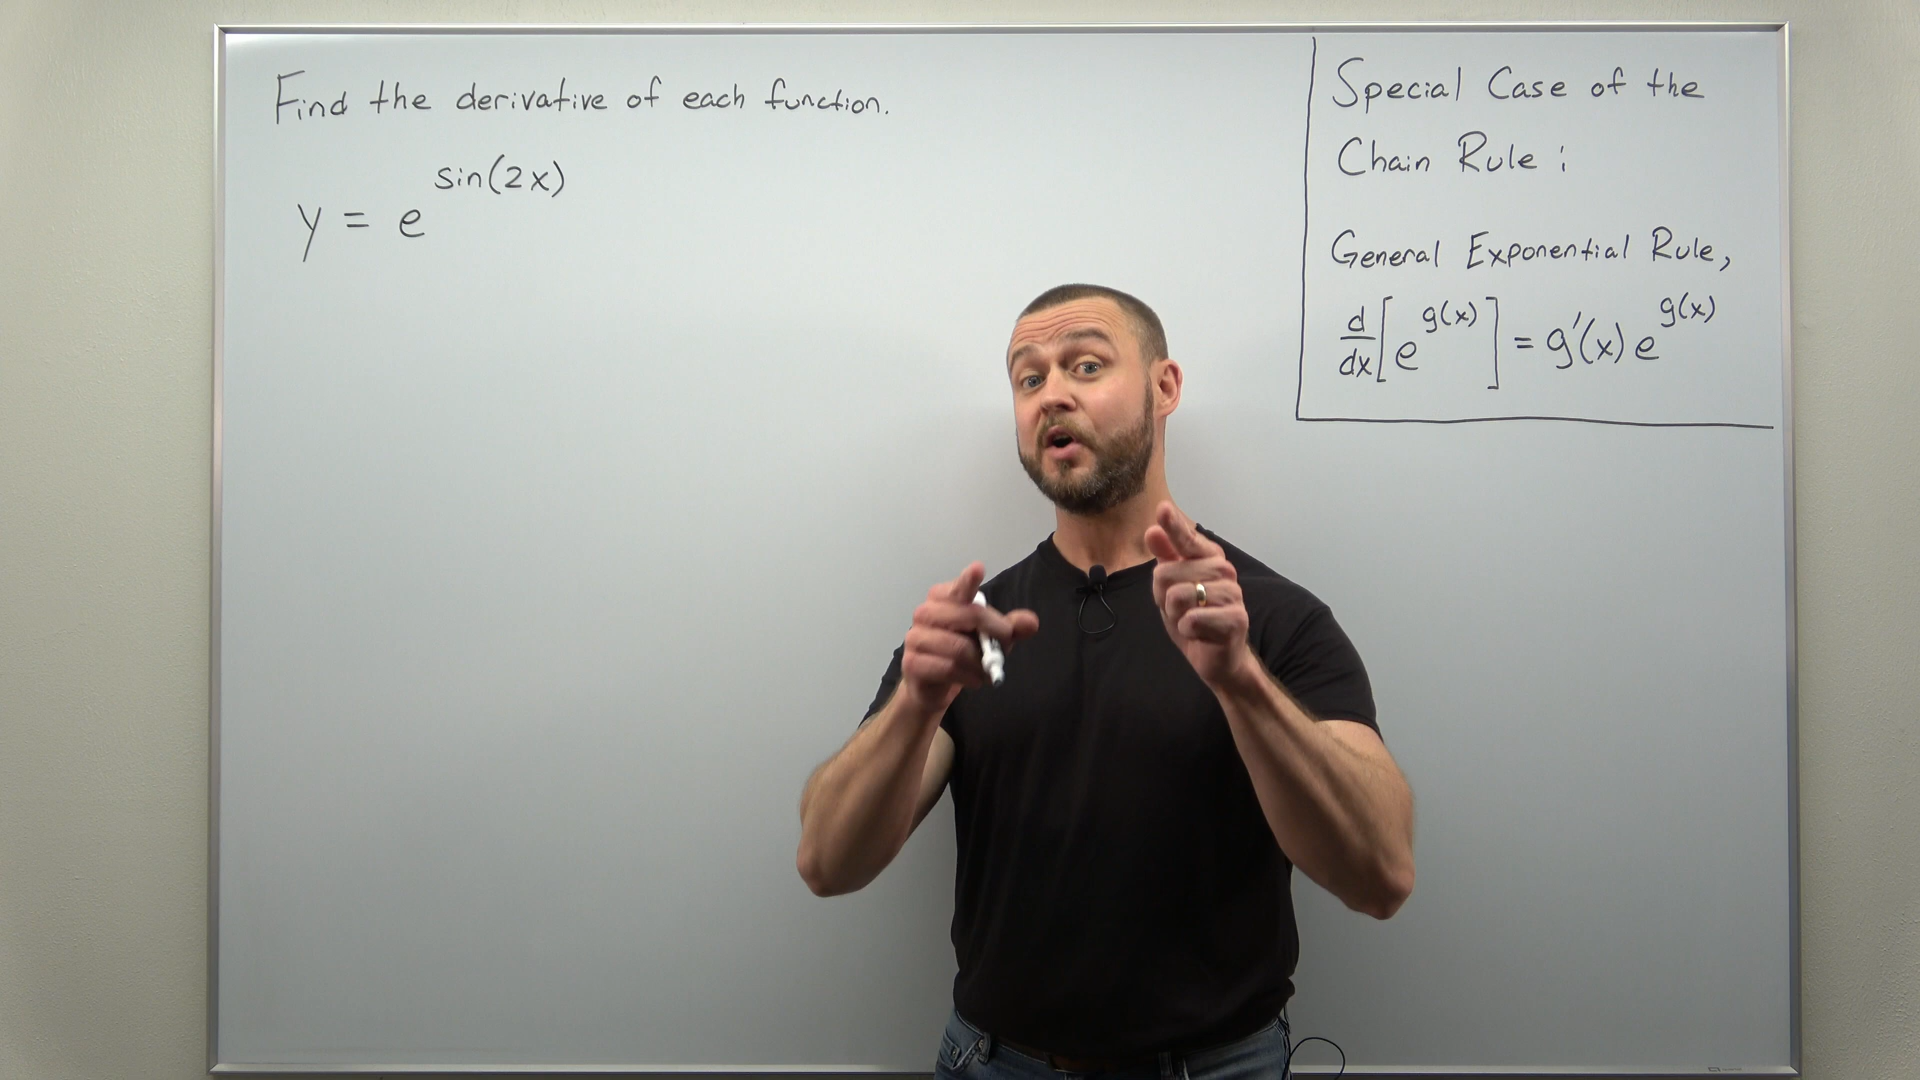 Find the derivative of each function.
y = e^sin(2x)
Special Case of the
Chain Rule:
General Exponential Rule,
d/dx[e^g(x)] = g'(x) e^g(x)